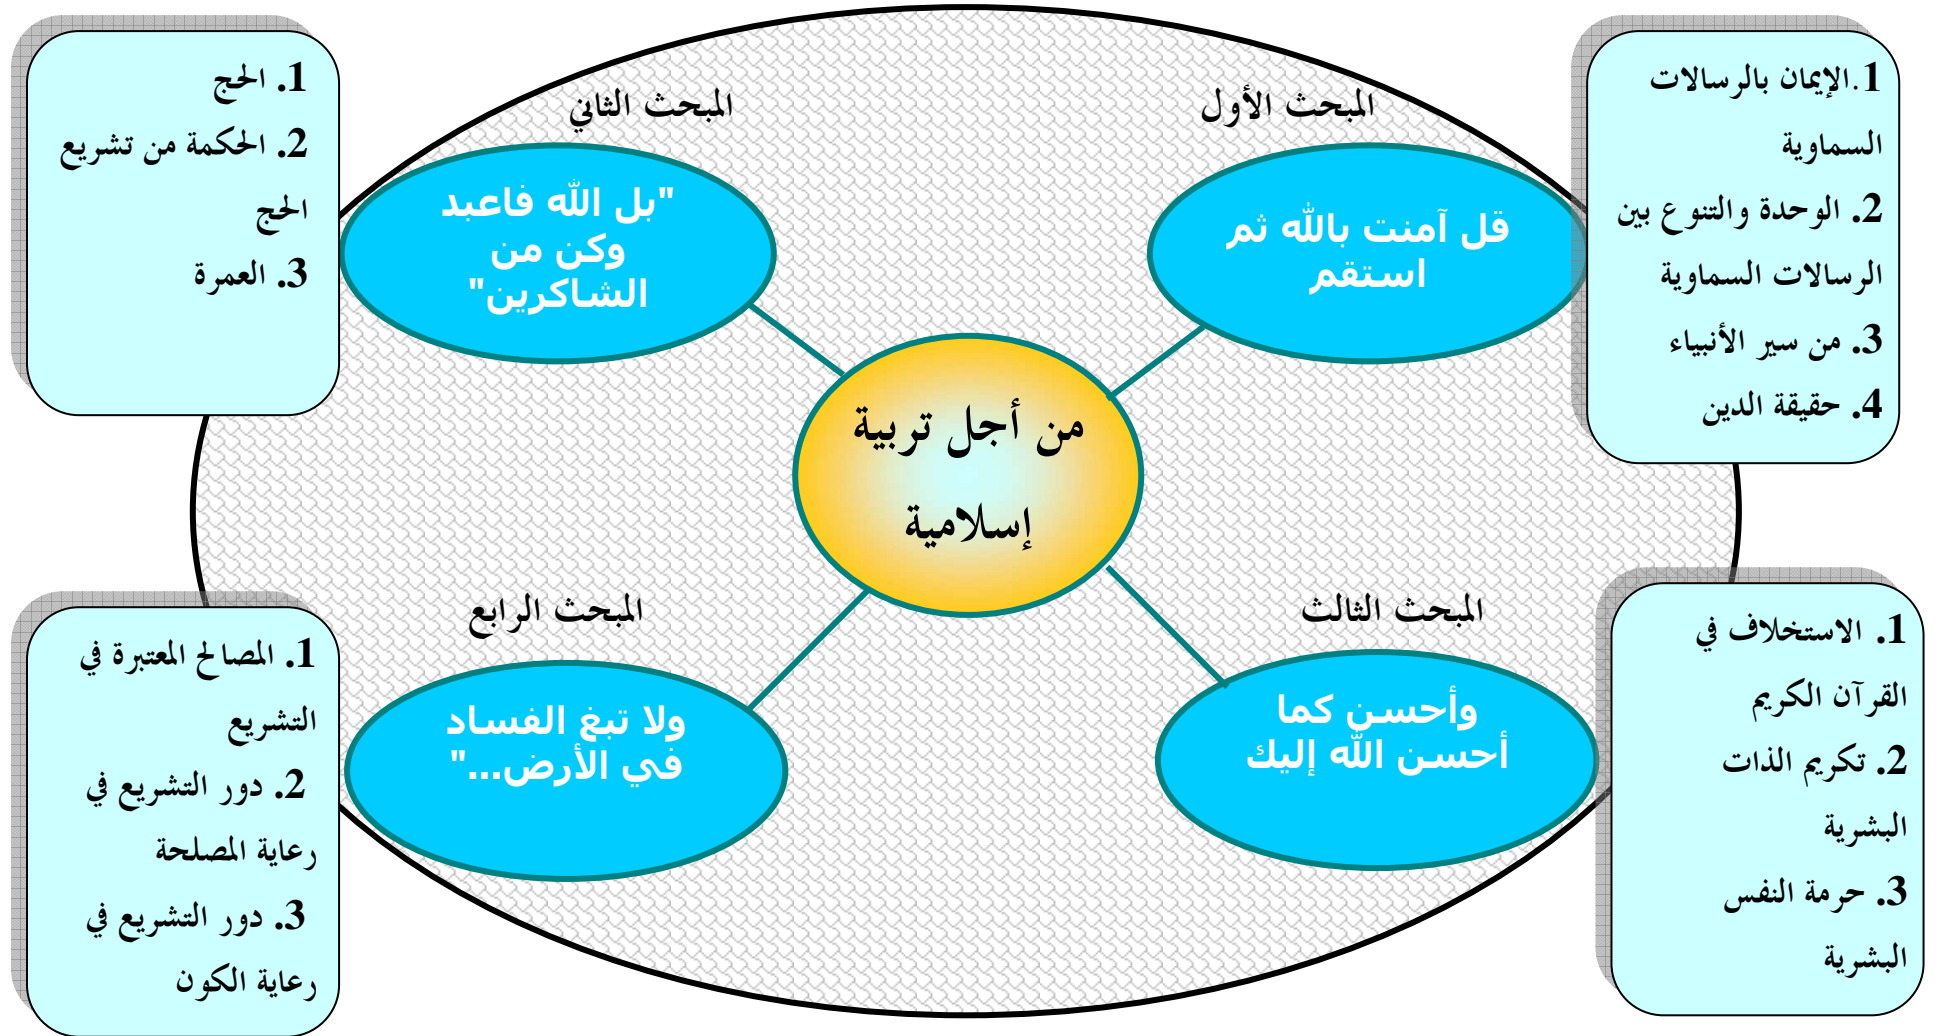 المبحث الأول
قل آمنت بالله ثم
استقم
1.الإيمان بالرسالات
السماوية
2. الوحدة والتنوع بين
الرسالات السماوية
3. من سير الأنبياء
4. حقيقة الدين
المبحث الثاني
"بل الله فاعبد
وكن من
الشاكرين"
1. الحج
2. الحكمة من تشريع
الحج
3. العمرة
من أجل تربية
إسلامية
المبحث الثالث
وأحسن كما
أحسن الله إليك
1. الاستخلاف في
القرآن الكريم
2. تكريم الذات
البشرية
3. حرمة النفس
البشرية
المبحث الرابع
ولا تبغ الفساد
في الأرض..."
1. المصالح المعتبرة في
التشريع
2. دور التشريع في
رعاية المصلحة
3. دور التشريع في
رعاية الكون